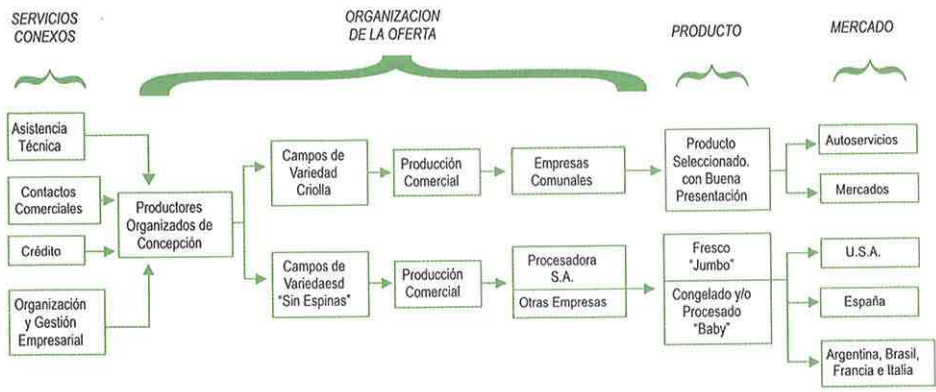 SERVICIOS
CONEXOS
ORGANIZACION
DE LA OFERTA
PRODUCTO
MERCADO
Asistencia
Técnica
Contactos
Comerciales
Crédito
Organización
y Gestión
Empresarial
Productores
Organizados de
Concepción
Campos de
Variedad
Criolla
Producción
Comercial
Empresas
Comunales
Producto
Seleccionado.
con Buena
Presentación
Autoservicios
Mercados
Campos de
Variedaesd
"Sin Espinas"
Producción
Comercial
Procesadora
S.A.
Otras Empresas
Fresco
"Jumbo"
Congelado y/o
Procesado
"Baby"
U.S.A.
España
Argentina, Brasil,
Francia e Italia